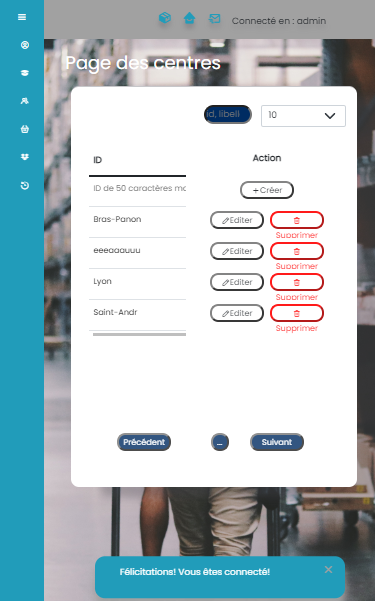 Connecté en : admin
Page des centres
id, libell
10
ID
Action
ID de 50 caractères ma
Créer
Bras-Panon
Editer
Supprimer
eeeaaauuu
Editer
Supprimer
Lyon
Editer
Supprimer
Saint-Andr
Editer
Supprimer
Précédent
...
Suivant
Félicitations! Vous êtes connecté!